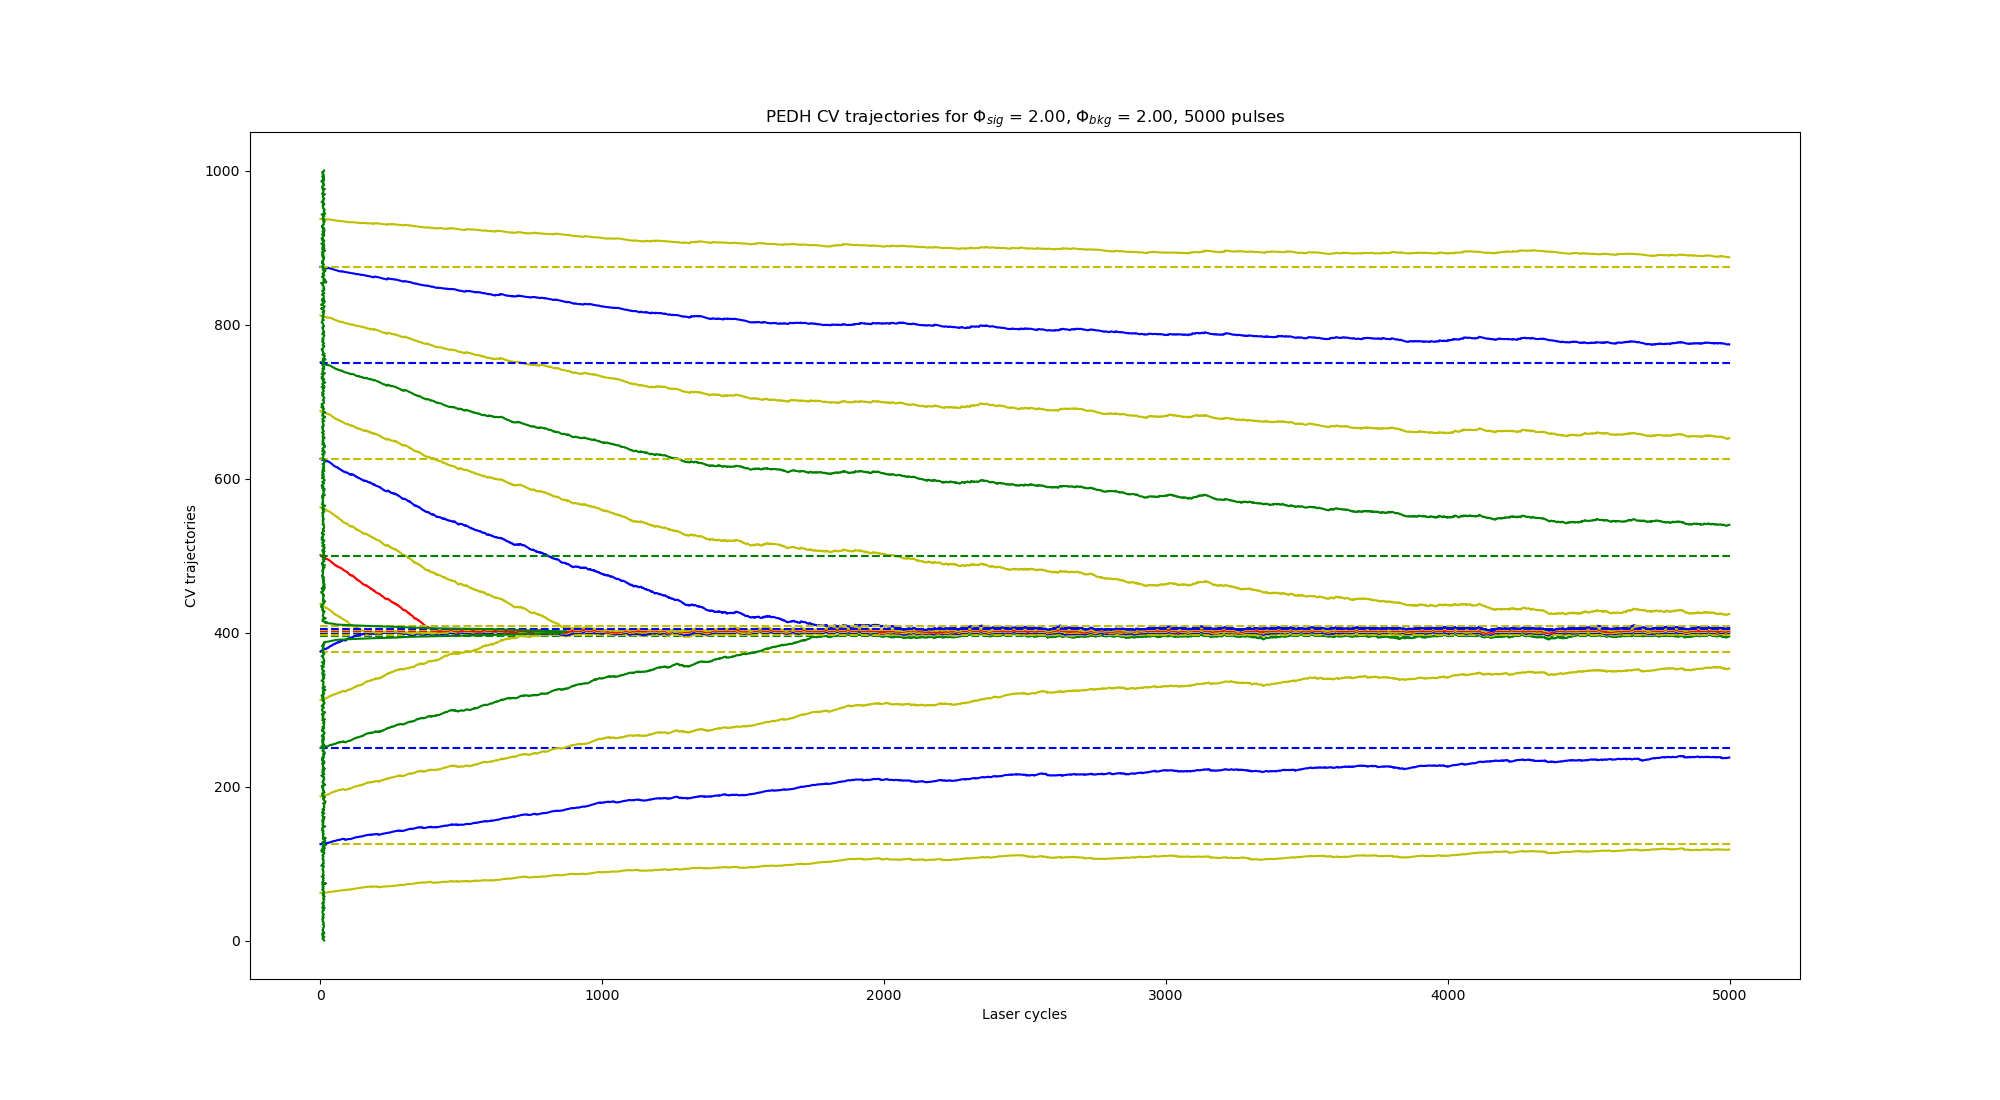 PEDH CV trajectories for Φsig = 2.00, Φbkg = 2.00, 5000 pulses
1000
800
600
400
200
0
CV trajectories
0 1000 2000 3000 4000 5000
Laser cycles